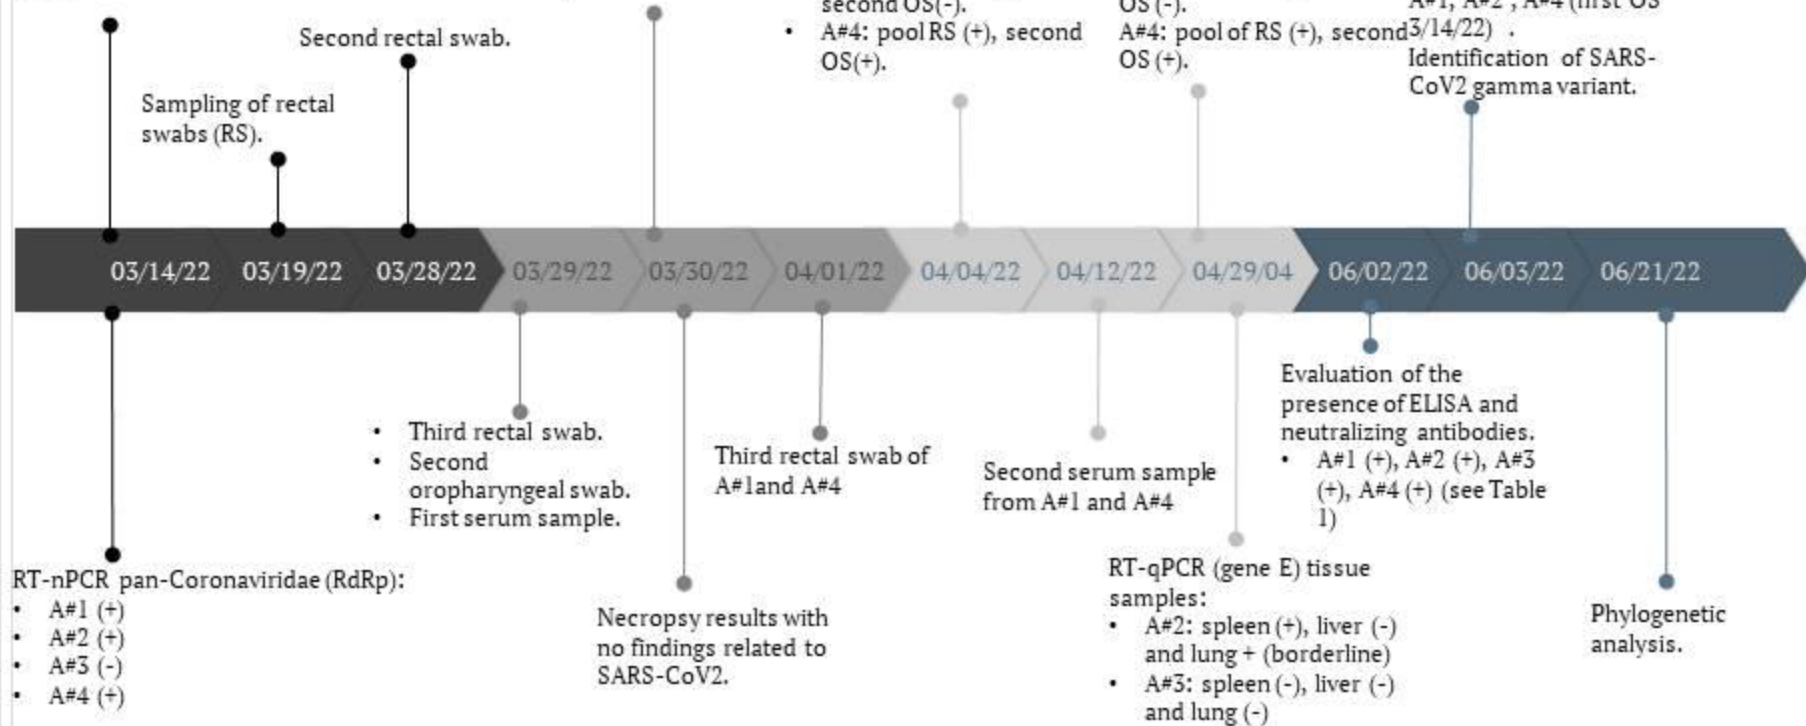 second OS(-).
• A#4: pool RS (+), second
OS(+).
OS (-).
A#4: pool of RS (+), second
OS (+).
A#1, A#2 , A#4 (first OS
3/14/22) .
Identification of SARS-
CoV2 gamma variant.
Second rectal swab.
Sampling of rectal
swabs (RS).
03/14/22 03/19/22 03/28/22 03/29/22 03/30/22 04/01/22 04/04/22 04/12/22 04/29/04 06/02/22 06/03/22 06/21/22
• Third rectal swab.
• Second
oropharyngeal swab.
• First serum sample.
Third rectal swab of
A#1and A#4
Second serum sample
from A#1 and A#4
Evaluation of the
presence of ELISA and
neutralizing antibodies.
• A#1 (+), A#2 (+), A#3
(+), A#4 (+) (see Table
1)
RT-nPCR pan-Coronaviridae (RdRp):
• A#1 (+)
• A#2 (+)
• A#3 (-)
• A#4 (+)
Necropsy results with
no findings related to
SARS-CoV2.
RT-qPCR (gene E) tissue
samples:
• A#2: spleen (+), liver (-)
and lung + (borderline)
• A#3: spleen (-), liver (-)
and lung (-)
Phylogenetic
analysis.